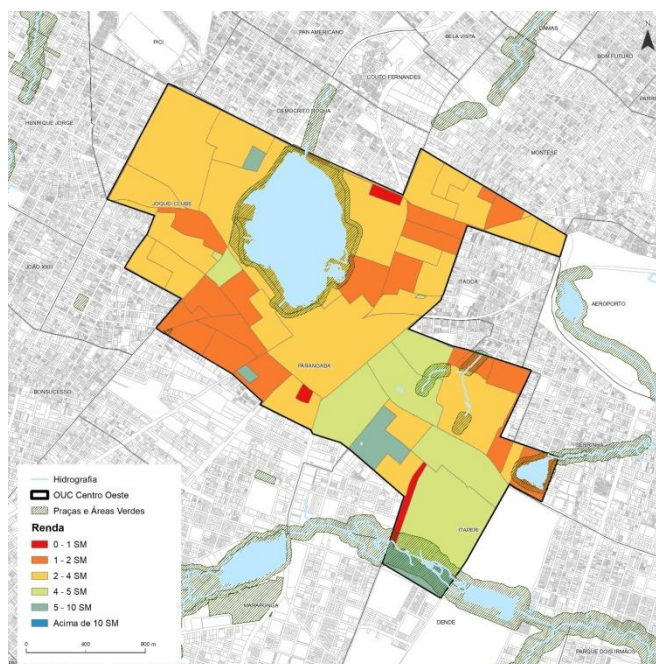 N
PICI
PAN AMERICANO
BELA VISTA
DAMAS
BOM FUTURO
COUTO FERNANDES
DEMOCRITO ROCHA
HENRIQUE JORGE
MONTESE
JOQUEI CLUBE
JOÃO XXIII
ITAOCA
AEROPORTO
PARANGABA
BONSUCESSO
SERRINHA
ITAPERI
MARAPONGA
DENDE
PARQUE DOIS IRMÃOS
Hidrografia
OUC Centro Oeste
Praças e Áreas Verdes
Renda
0 - 1 SM
1 - 2 SM
2 - 4 SM
4 - 5 SM
5 - 10 SM
Acima de 10 SM
0 400 800 m